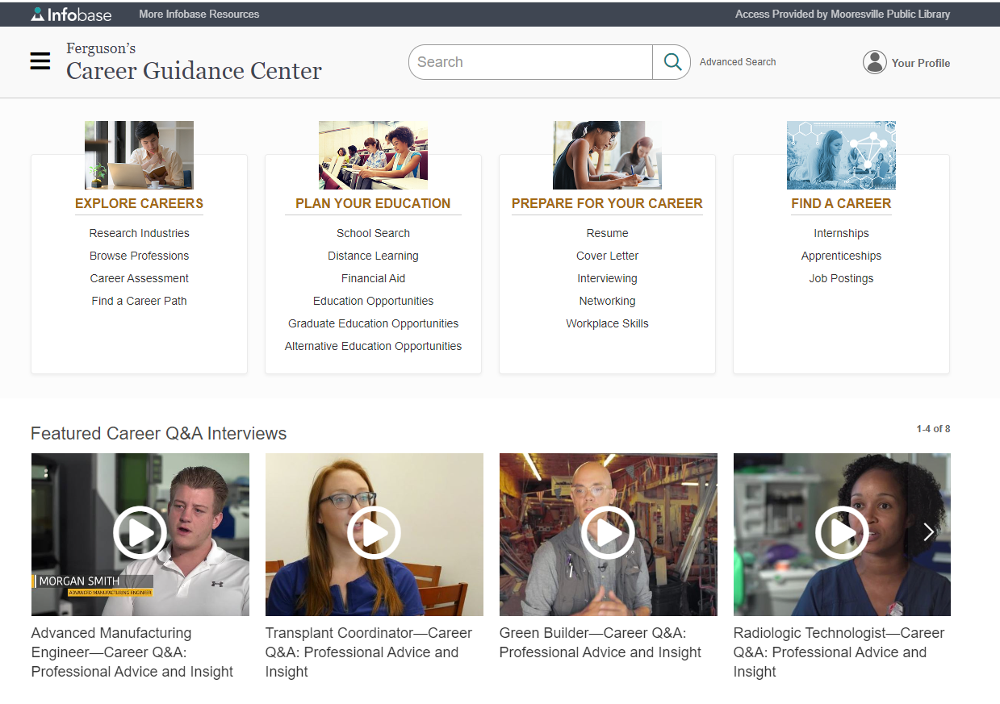 Infobase
More Infobase Resources
Access Provided by Mooresville Public Library
Ferguson's
Career Guidance Center
Search
Advanced Search
Your Profile
EXPLORE CAREERS
Research Industries
Browse Professions
Career Assessment
Find a Career Path
PLAN YOUR EDUCATION
School Search
Distance Learning
Financial Aid
Education Opportunities
Graduate Education Opportunities
Alternative Education Opportunities
PREPARE FOR YOUR CAREER
Resume
Cover Letter
Interviewing
Networking
Workplace Skills
FIND A CAREER
Internships
Apprenticeships
Job Postings
Featured Career Q&A Interviews
1-4 of 8
MORGAN SMITH
ADVANCED MANUFACTURING ENGINEER
Advanced Manufacturing
Engineer—Career Q&A:
Professional Advice and Insight
Transplant Coordinator—Career
Q&A: Professional Advice and
Insight
Green Builder—Career Q&A:
Professional Advice and Insight
Radiologic Technologist—Career
Q&A: Professional Advice and
Insight